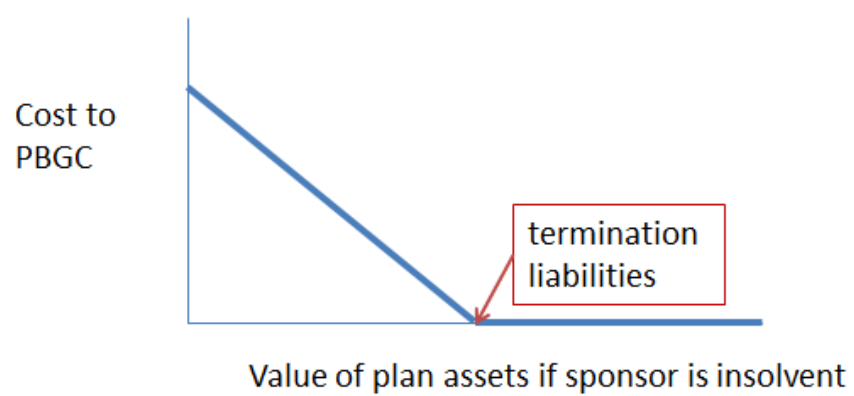 Cost to
PBGC
termination
liabilities
Value of plan assets if sponsor is insolvent